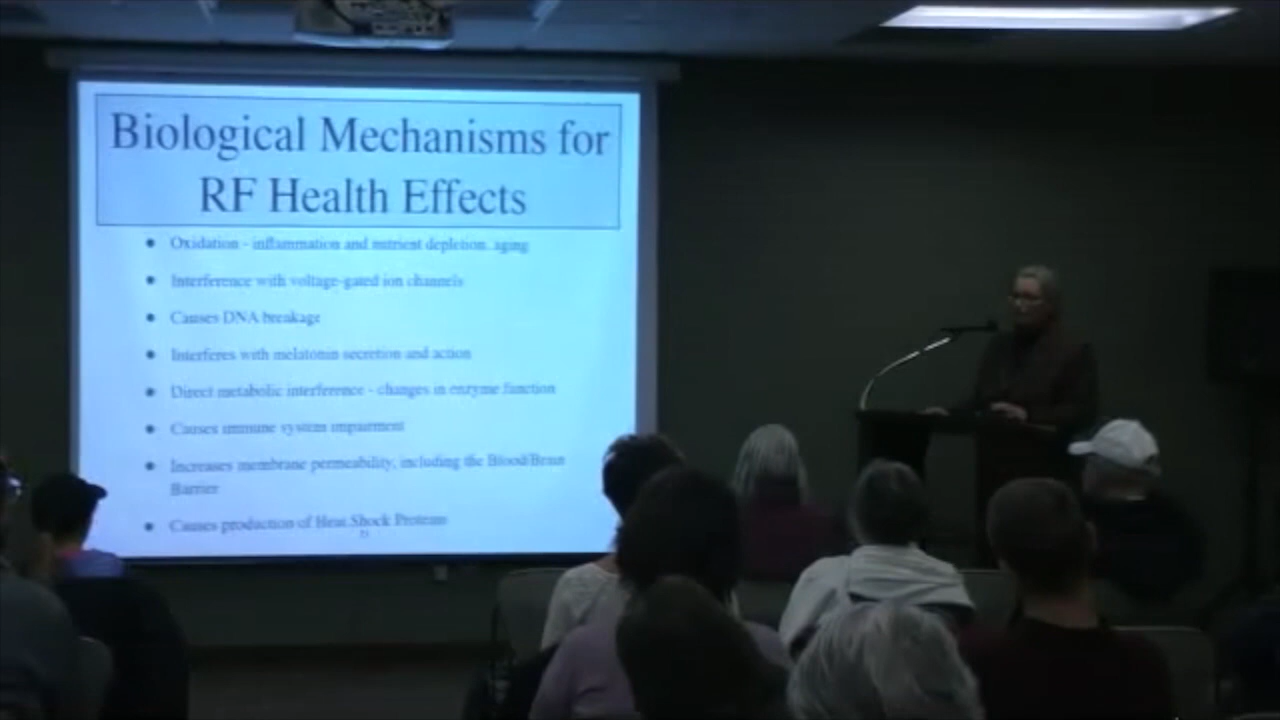 Biological Mechanisms for
RF Health Effects
Oxidation - inflammation and nutrient depletion, aging
Interference with voltage-gated ion channels
Causes DNA breakage
Interferes with melatonin secretion and action
Direct metabolic interference - changes in enzyme function
Causes immune system impairment
Increases membrane permeability, including the Blood/Brain
Barrier
Causes production of Heat Shock Proteins